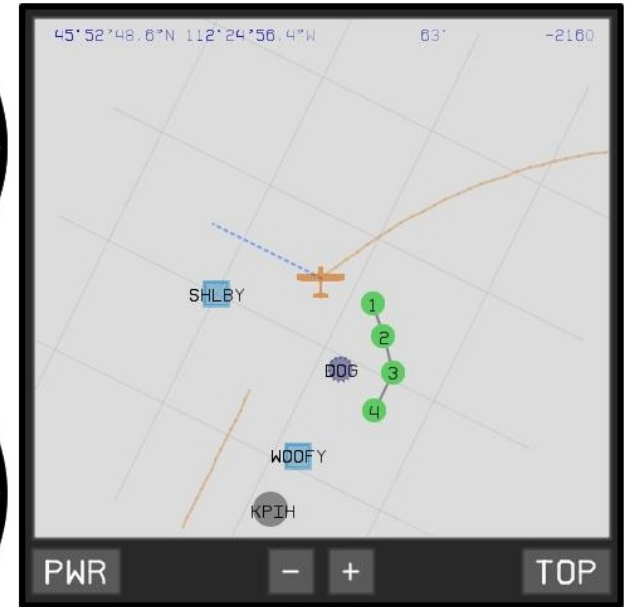 45°52'48.6"N 112°24'56.4"W 63° -2160
SHLBY
1
2
DOG
3
4
WOOFY
KPIH
PWR - + TOP